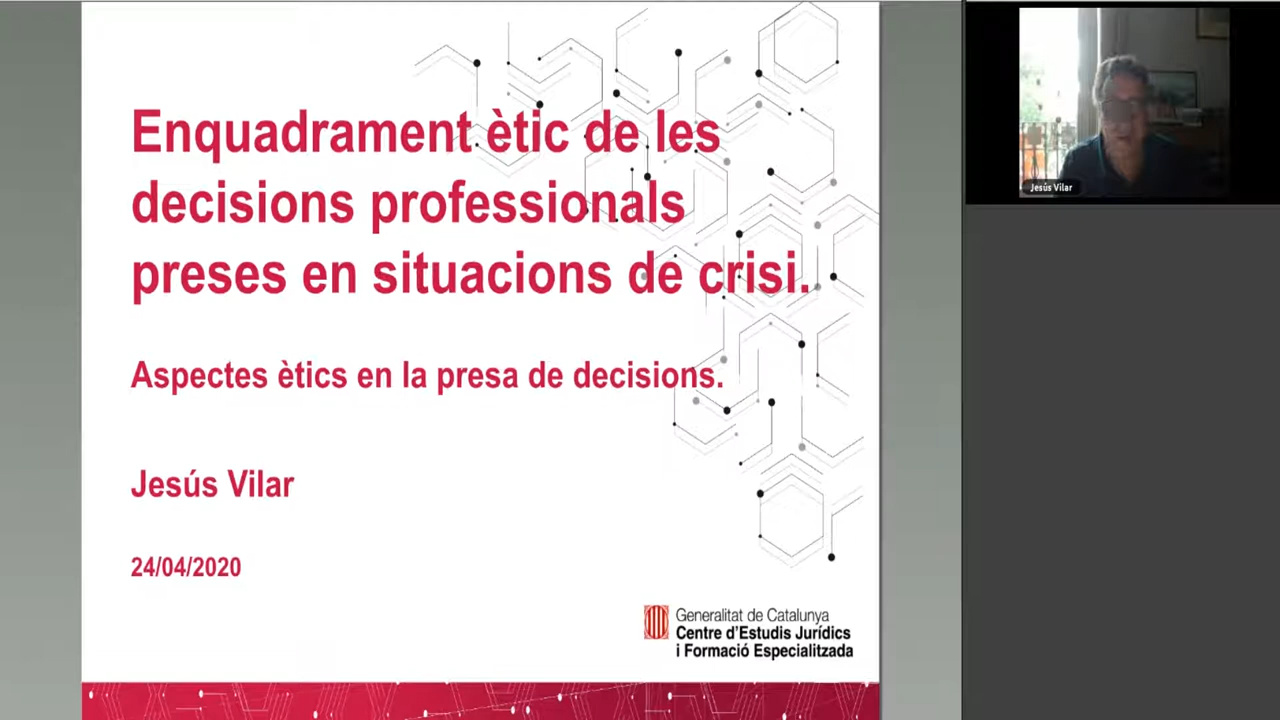 Enquadrament ètic de les
decisions professionals
preses en situacions de crisi.
Aspectes ètics en la presa de decisions.
Jesús Vilar
24/04/2020
Generalitat de Catalunya
Centre d'Estudis Jurídics
i Formació Especialitzada
Jesús Vilar